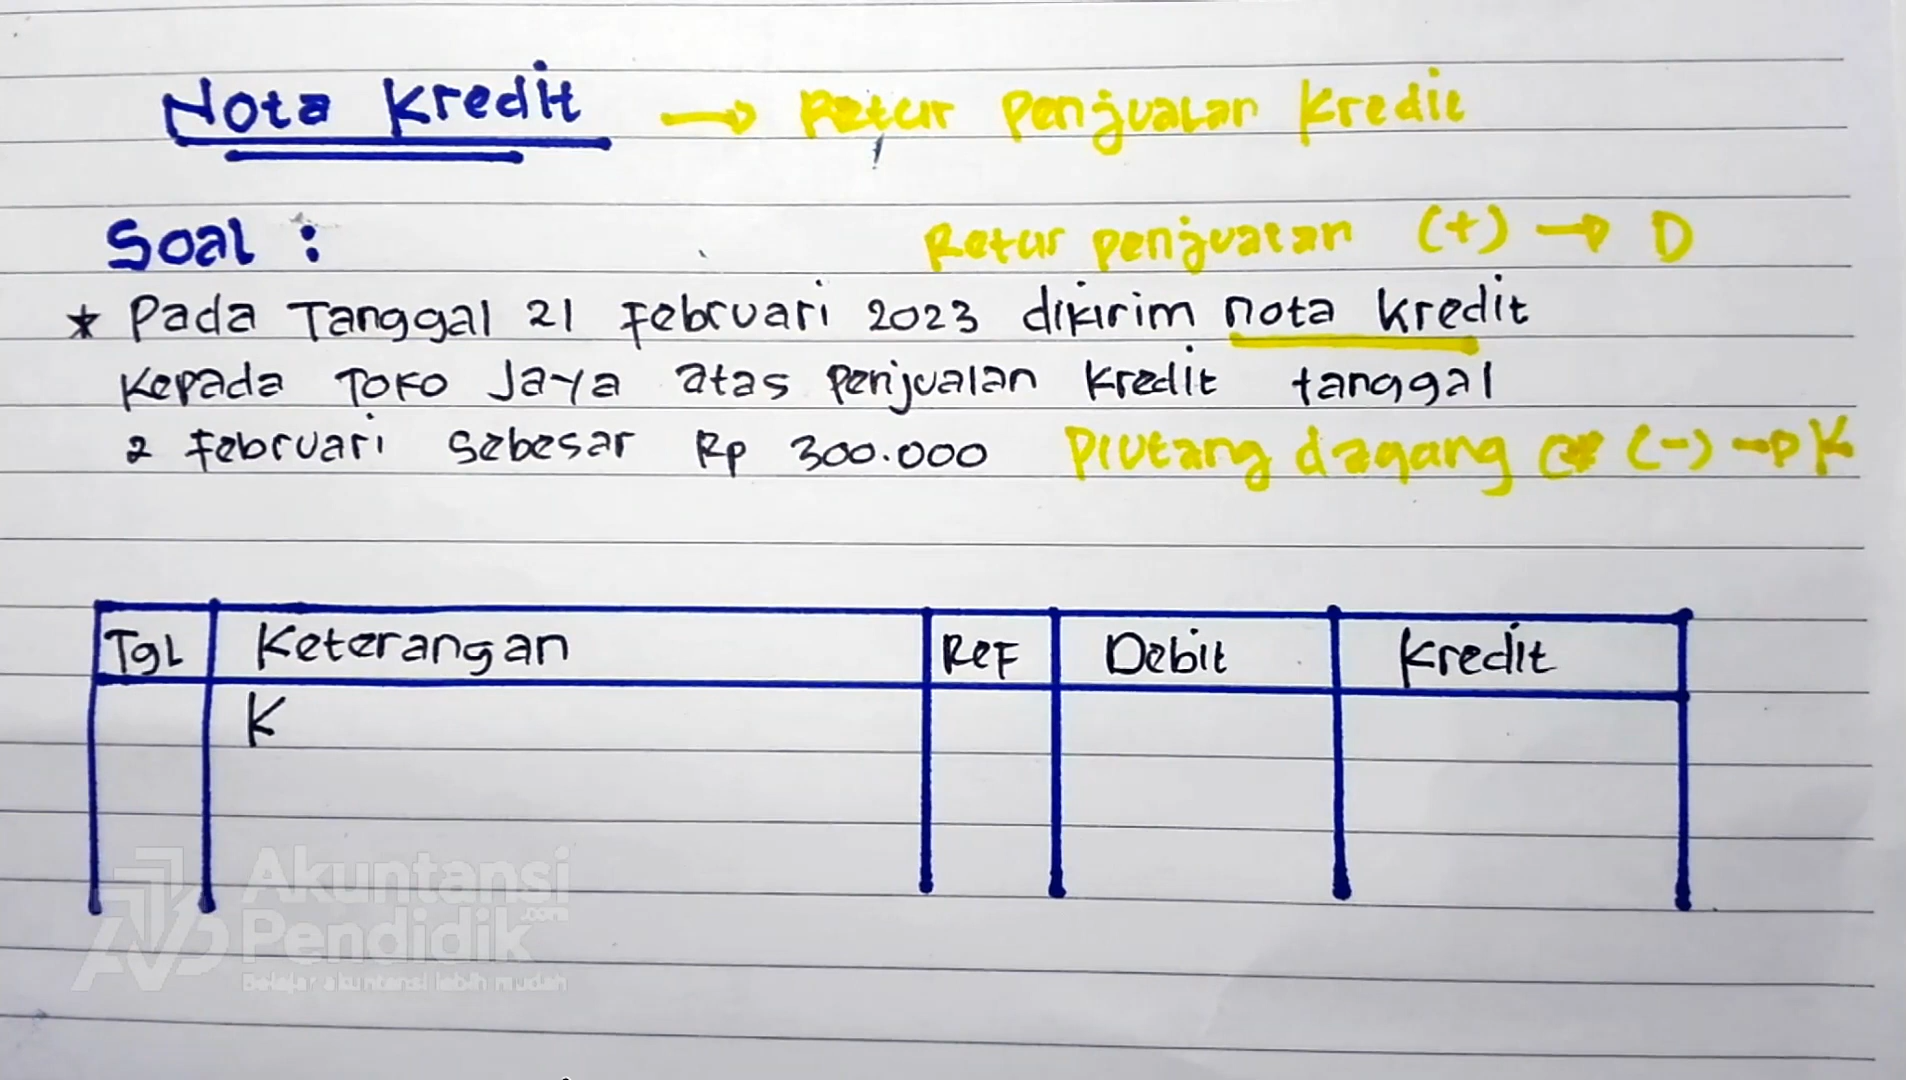 Nota Kredit → Retur Penjualan Kredit
Soal :
Retur penjualan (+) → D
* Pada Tanggal 21 Februari 2023 dikirim nota kredit
Kepada Toko Jaya atas penjualan kredit tanggal
2 Februari sebesar Rp 300.000
Piutang dagang (-) → K
Tgl Keterangan Ref Debit Kredit
K
Akuntansi
Pendidik.com
Belajar akuntansi lebih mudah